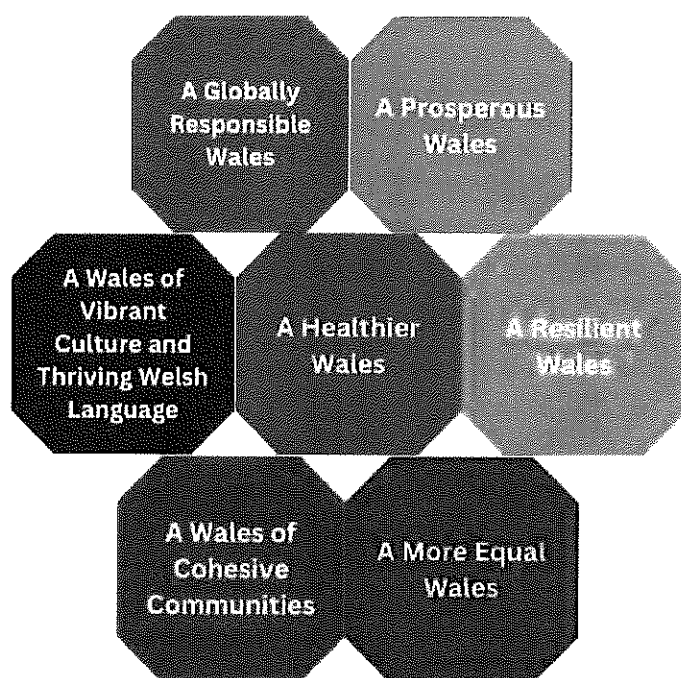 A Globally
Responsible
Wales
A Prosperous
Wales
A Wales of
Vibrant
Culture and
Thriving Welsh
Language
A Healthier
Wales
A Resilient
Wales
A Wales of
Cohesive
Communities
A More Equal
Wales